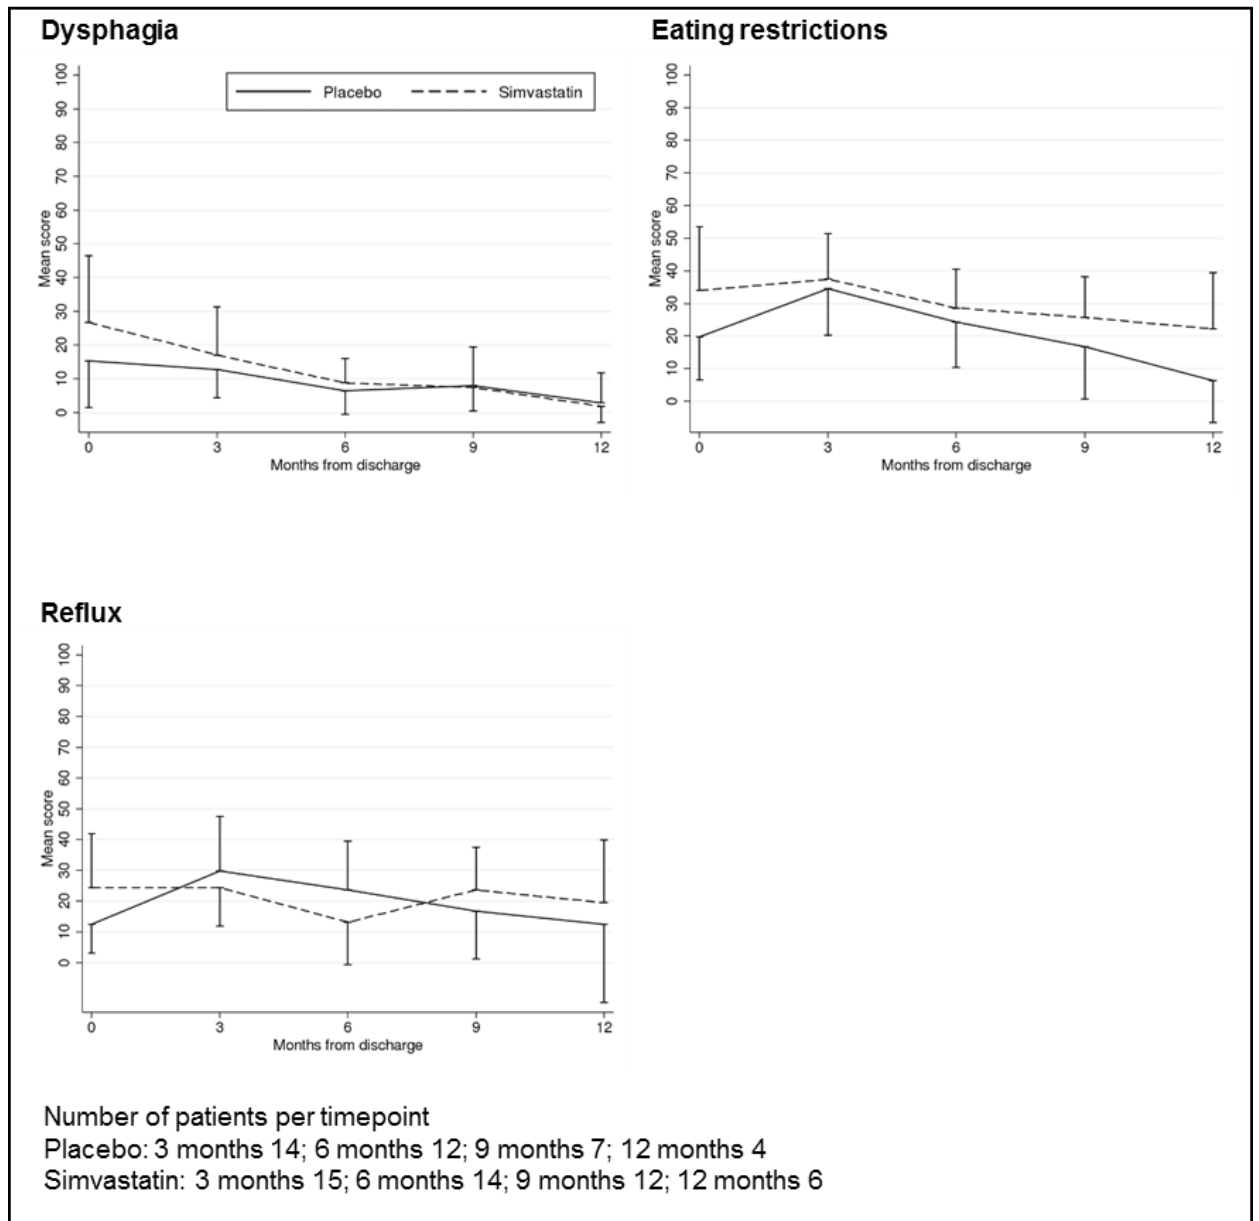 Dysphagia
Eating restrictions
Placebo
Simvastatin
Mean score
100
90
80
70
60
50
40
30
20
10
0
0 3 6 9 12
Months from discharge
Mean score
100
90
80
70
60
50
40
30
20
10
0
0 3 6 9 12
Months from discharge
Reflux
Mean score
100
90
80
70
60
50
40
30
20
10
0
0 3 6 9 12
Months from discharge
Number of patients per timepoint
Placebo: 3 months 14; 6 months 12; 9 months 7; 12 months 4
Simvastatin: 3 months 15; 6 months 14; 9 months 12; 12 months 6